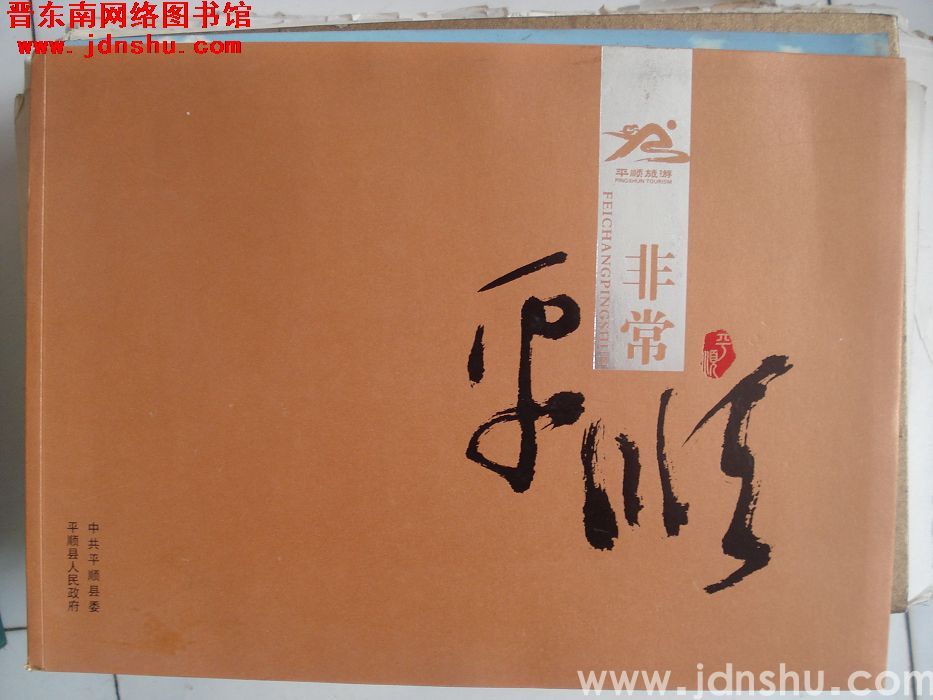 晋东南网络图书馆
www.jdnshu.com
平顺旅游
PINGSHUN TOURISM
FEICHANGPINGSHUN
非常
平顺
平顺
中共平顺县委
平顺县人民政府
www.jdnshu.com